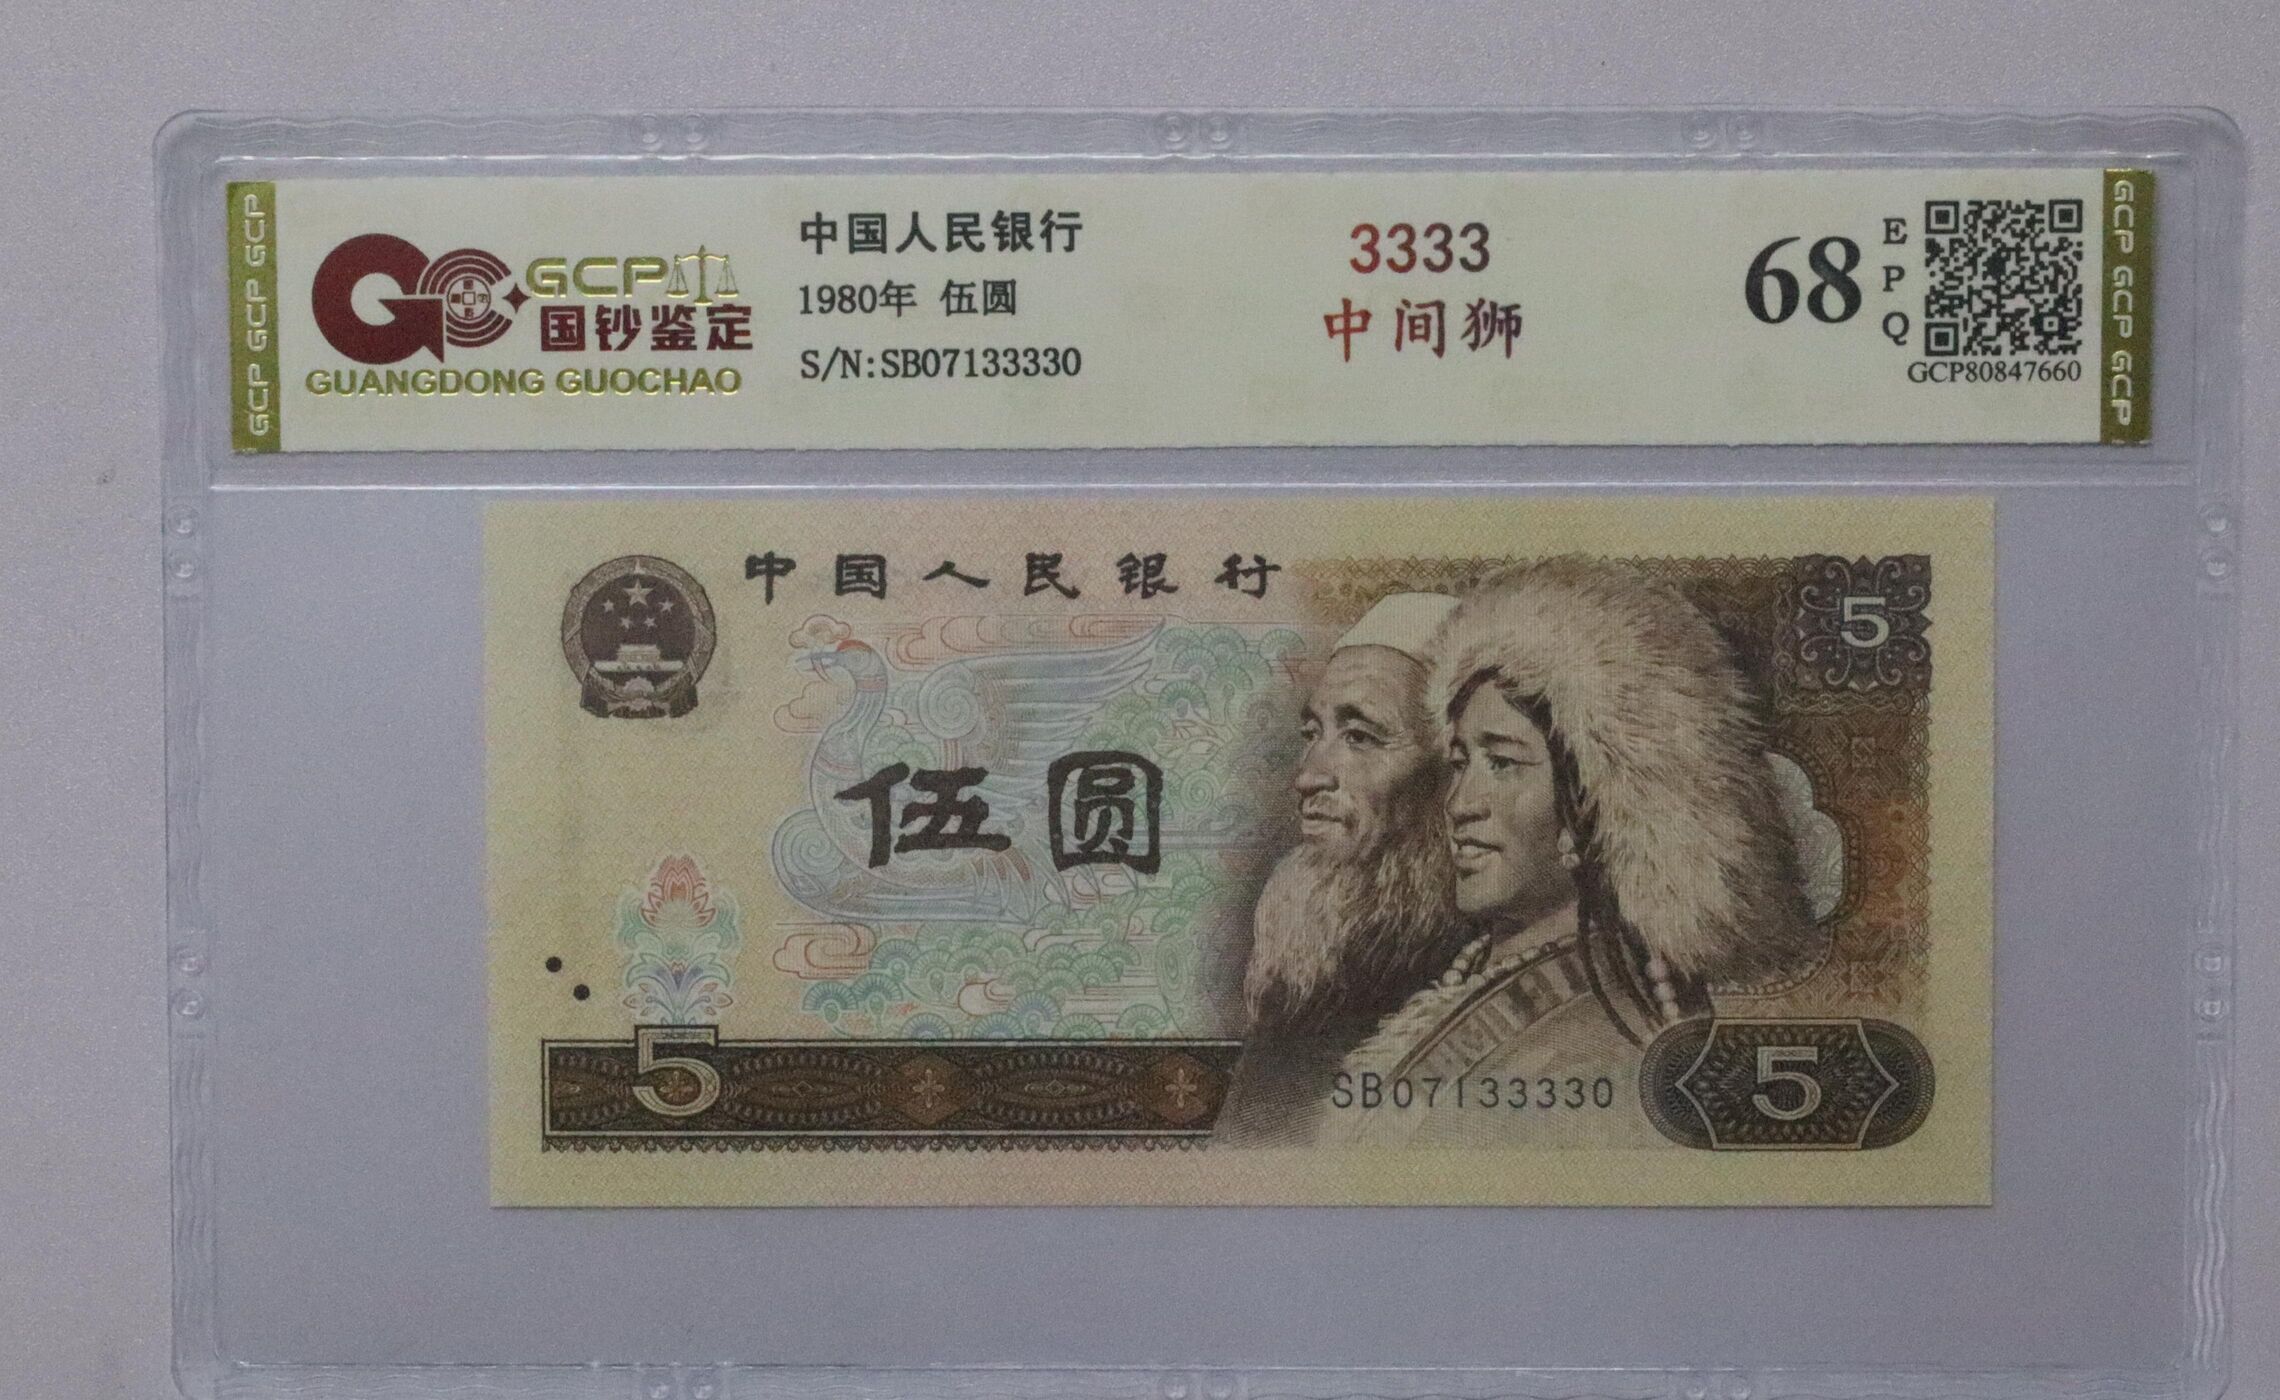 GCP GCP GCP
GCP
国钞鉴定
GUANGDONG GUOCHAO
中国人民银行
1980年 伍圆
S/N:SB07133330
3333
中间狮
68
EPQ
GCP80847660
GCP GCP GCP
中国人民银行
5
伍圆
5
SB07133330
5